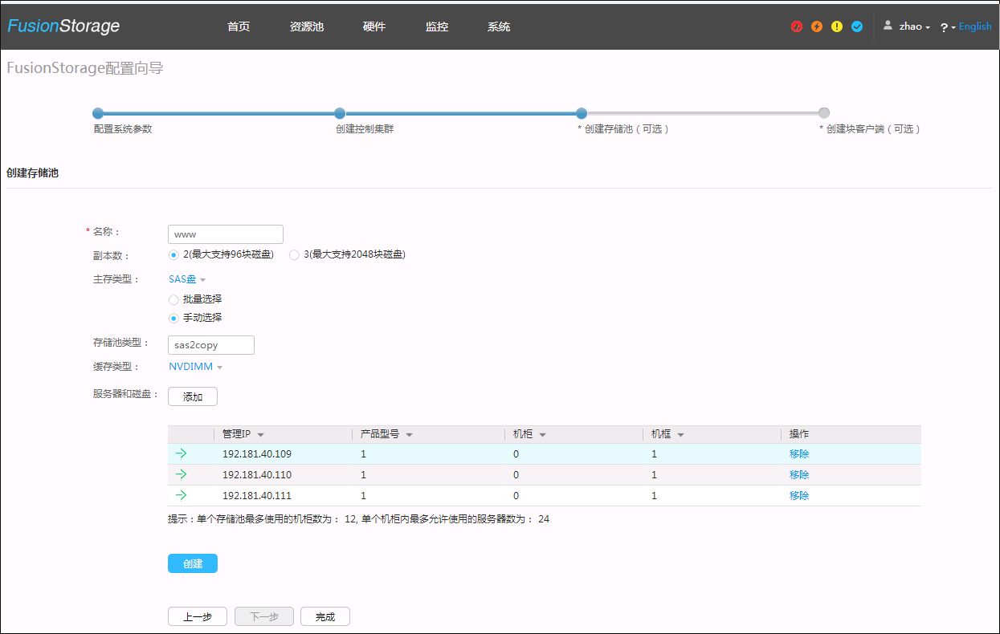 FusionStorage 首页 资源池 硬件 监控 系统 zhao ? English
FusionStorage配置向导
配置系统参数 创建控制集群 * 创建存储池（可选） * 创建块客户端（可选）
创建存储池
* 名称： www
副本数： 2(最大支持96块磁盘) 3(最大支持2048块磁盘)
主存类型： SAS盘
批量选择
手动选择
存储池类型： sas2copy
缓存类型： NVDIMM
服务器和磁盘： 添加
管理IP 产品型号 机柜 机框 操作
192.181.40.109 1 0 1 移除
192.181.40.110 1 0 1 移除
192.181.40.111 1 0 1 移除
提示：单个存储池最多使用的机柜数为： 12, 单个机柜内最多允许使用的服务器数为： 24
创建
上一步 下一步 完成